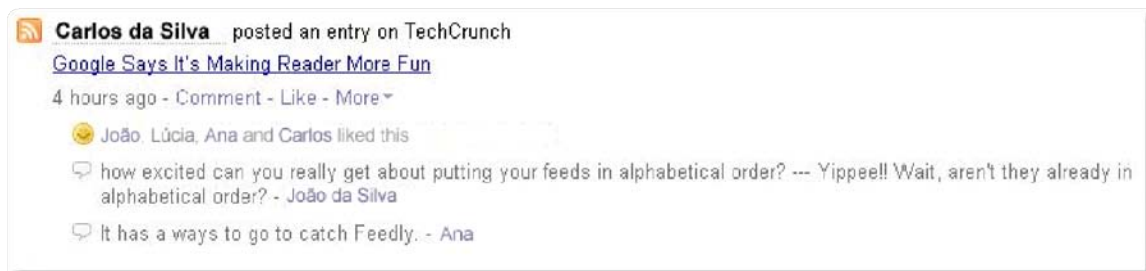 Carlos da Silva posted an entry on TechCrunch
Google Says It's Making Reader More Fun
4 hours ago - Comment - Like - More
João, Lúcia, Ana and Carlos liked this
how excited can you really get about putting your feeds in alphabetical order? --- Yippee!! Wait, aren't they already in
alphabetical order? - João da Silva
It has a ways to go to catch Feedly. - Ana